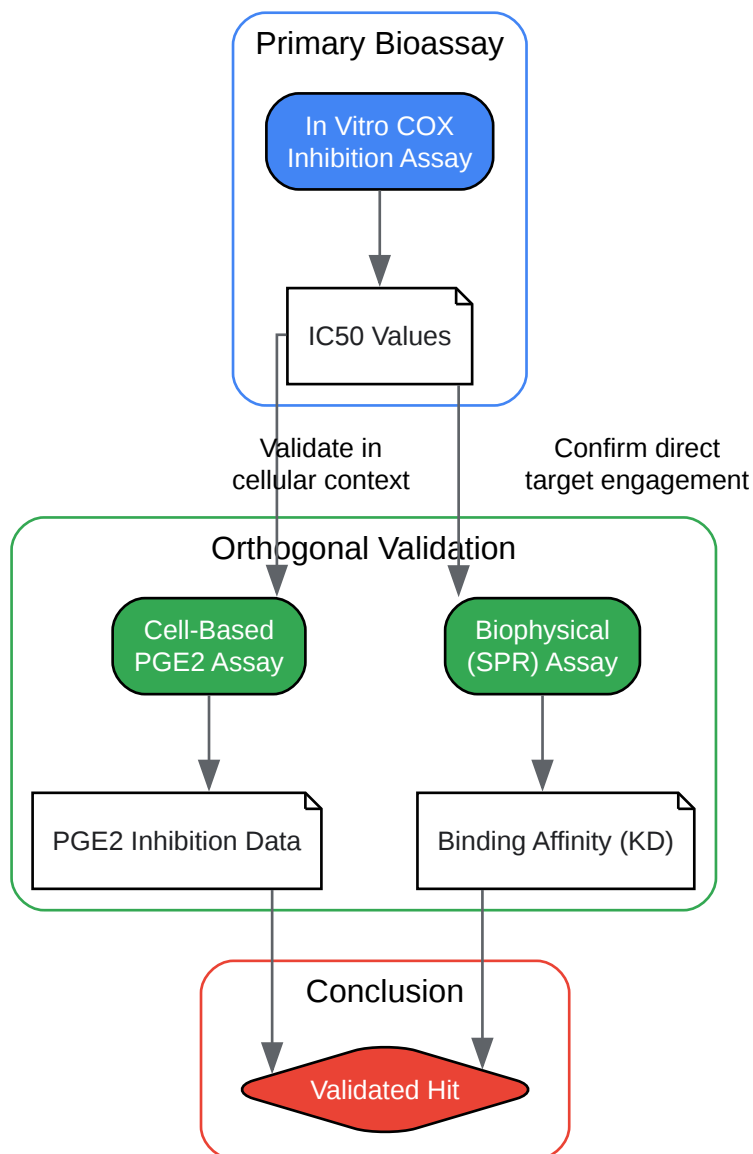 Primary Bioassay
In Vitro COX
Inhibition Assay
IC50 Values
Validate in
cellular context
Confirm direct
target engagement
Orthogonal Validation
Cell-Based
PGE2 Assay
Biophysical
(SPR) Assay
PGE2 Inhibition Data
Binding Affinity (KD)
Conclusion
Validated Hit